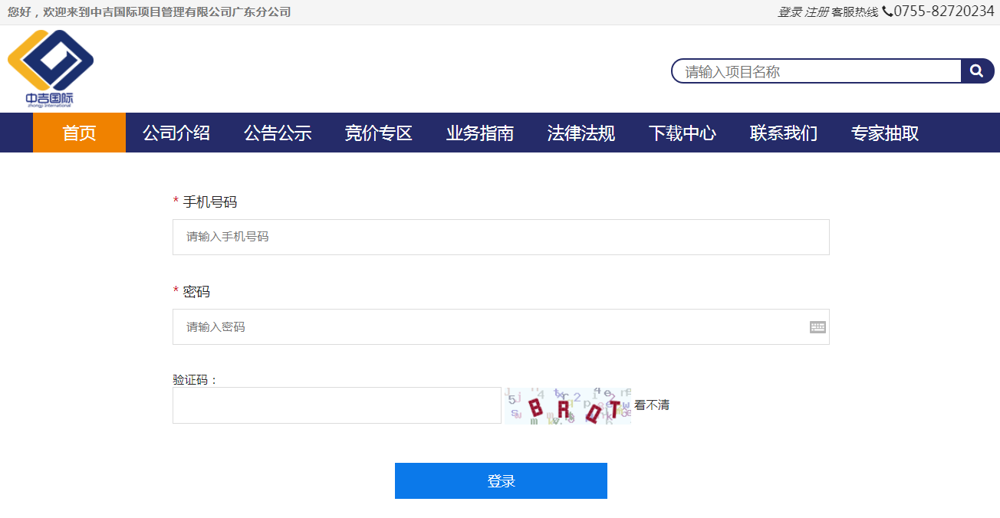 您好，欢迎来到中吉国际项目管理有限公司广东分公司
登录 注册 客服热线 0755-82720234
中吉国际
zhongji International
请输入项目名称
首页 公司介绍 公告公示 竞价专区 业务指南 法律法规 下载中心 联系我们 专家抽取
* 手机号码
请输入手机号码
* 密码
请输入密码
验证码：
BRQT 看不清
登录